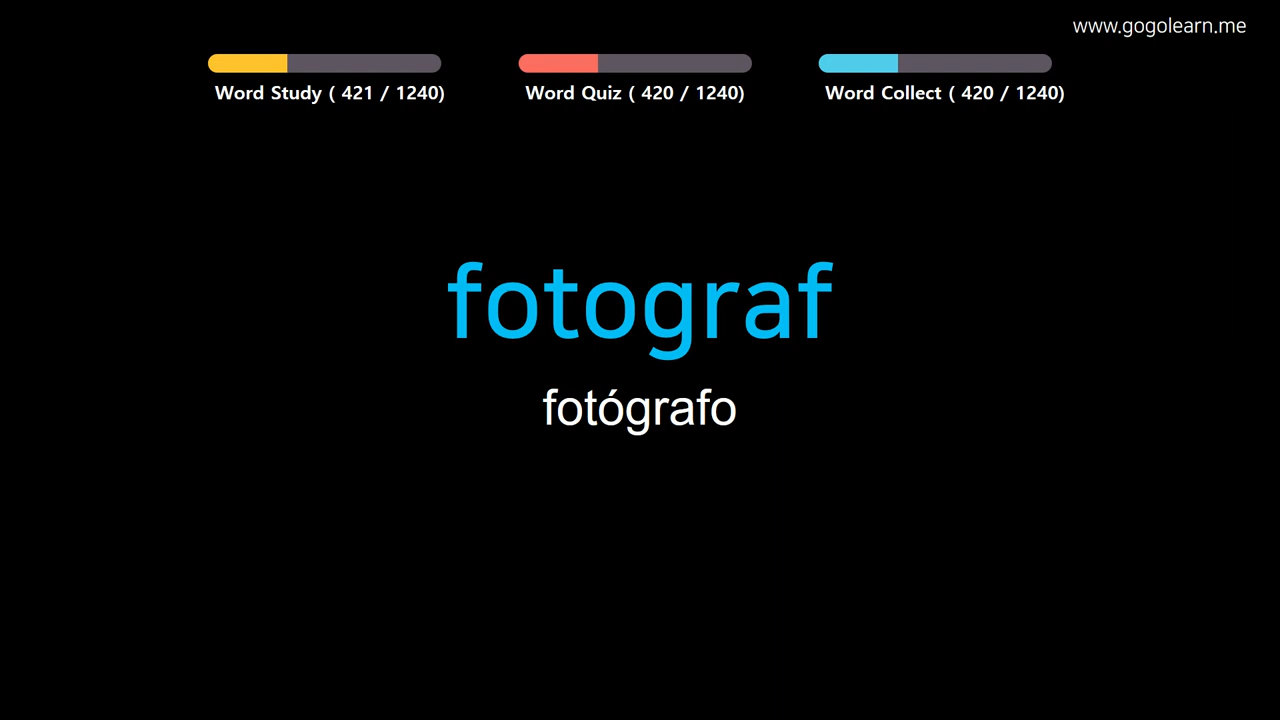 www.gogolearn.me
Word Study ( 421 / 1240)
Word Quiz ( 420 / 1240)
Word Collect ( 420 / 1240)
fotograf
fotógrafo